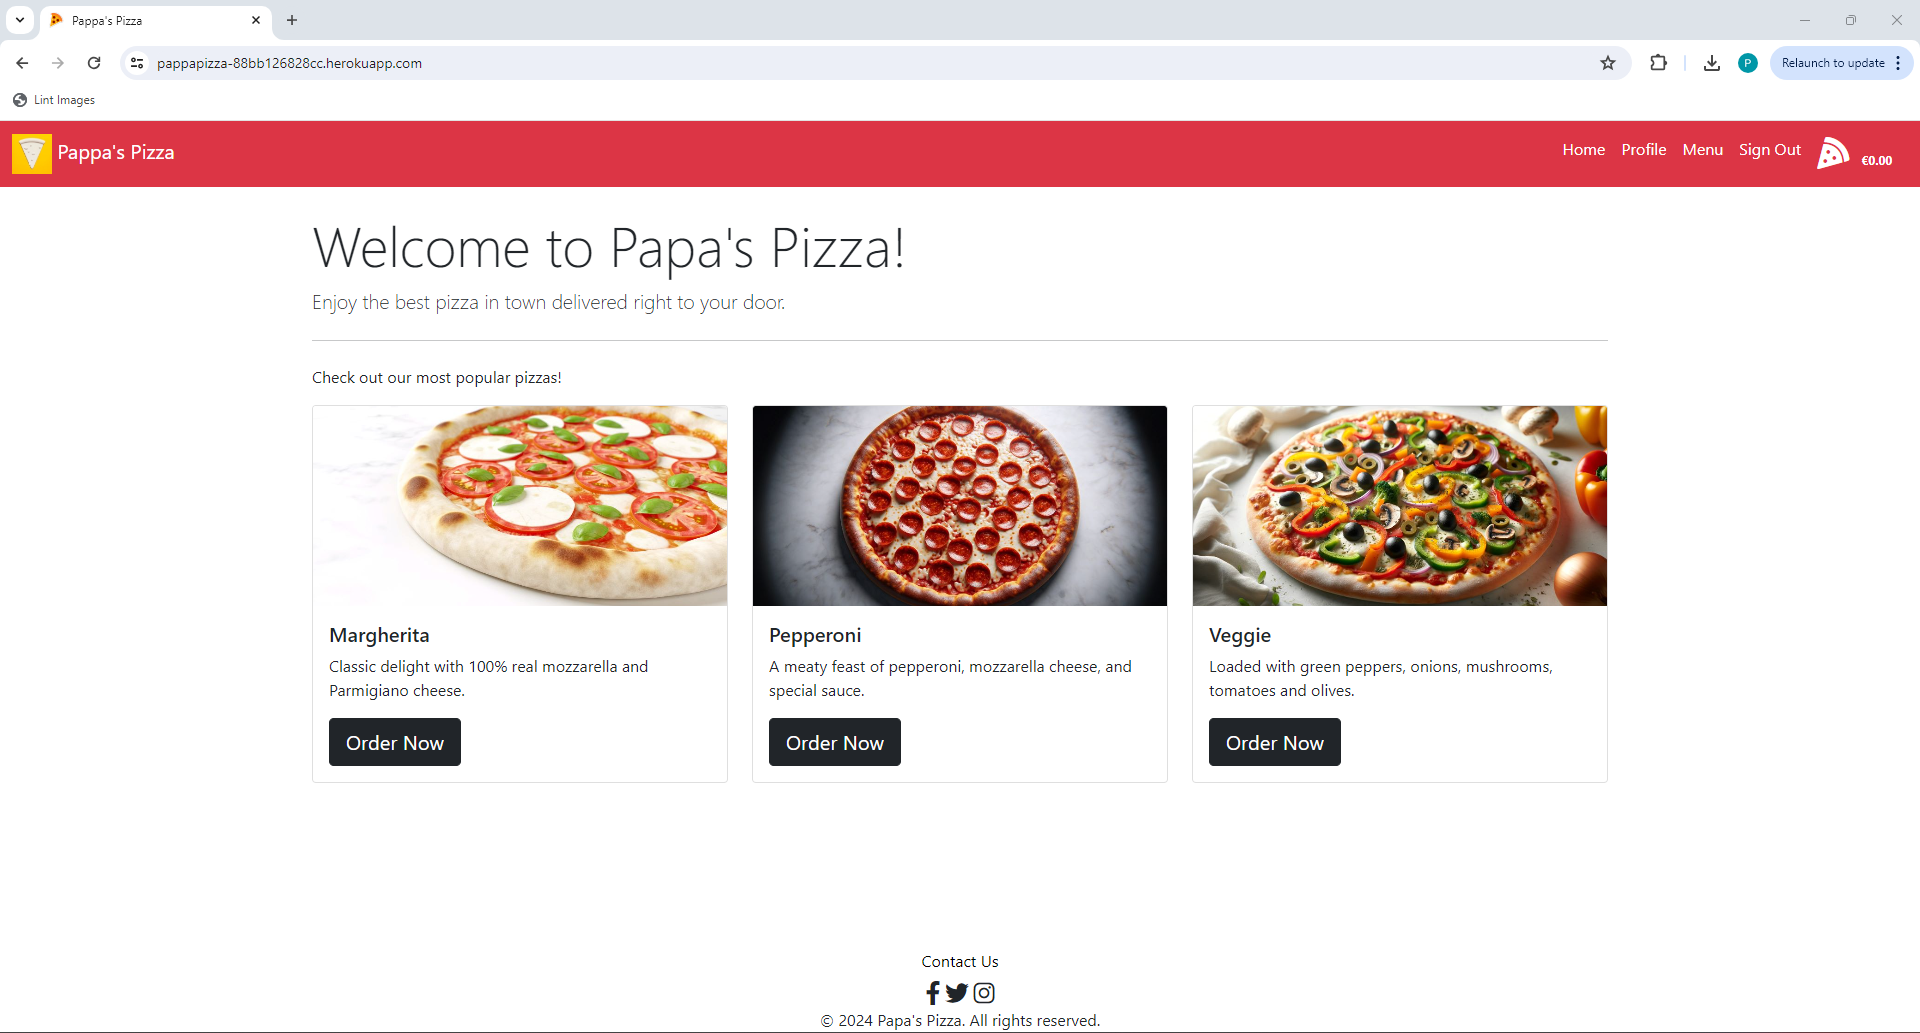 Pappa's Pizza
pappapizza-88bb126828cc.herokuapp.com
P
Relaunch to update
Lint Images
Pappa's Pizza
Home Profile Menu Sign Out €0.00
Welcome to Papa's Pizza!
Enjoy the best pizza in town delivered right to your door.
Check out our most popular pizzas!
Margherita
Classic delight with 100% real mozzarella and
Parmigiano cheese.
Order Now
Pepperoni
A meaty feast of pepperoni, mozzarella cheese, and
special sauce.
Order Now
Veggie
Loaded with green peppers, onions, mushrooms,
tomatoes and olives.
Order Now
Contact Us
© 2024 Papa's Pizza. All rights reserved.